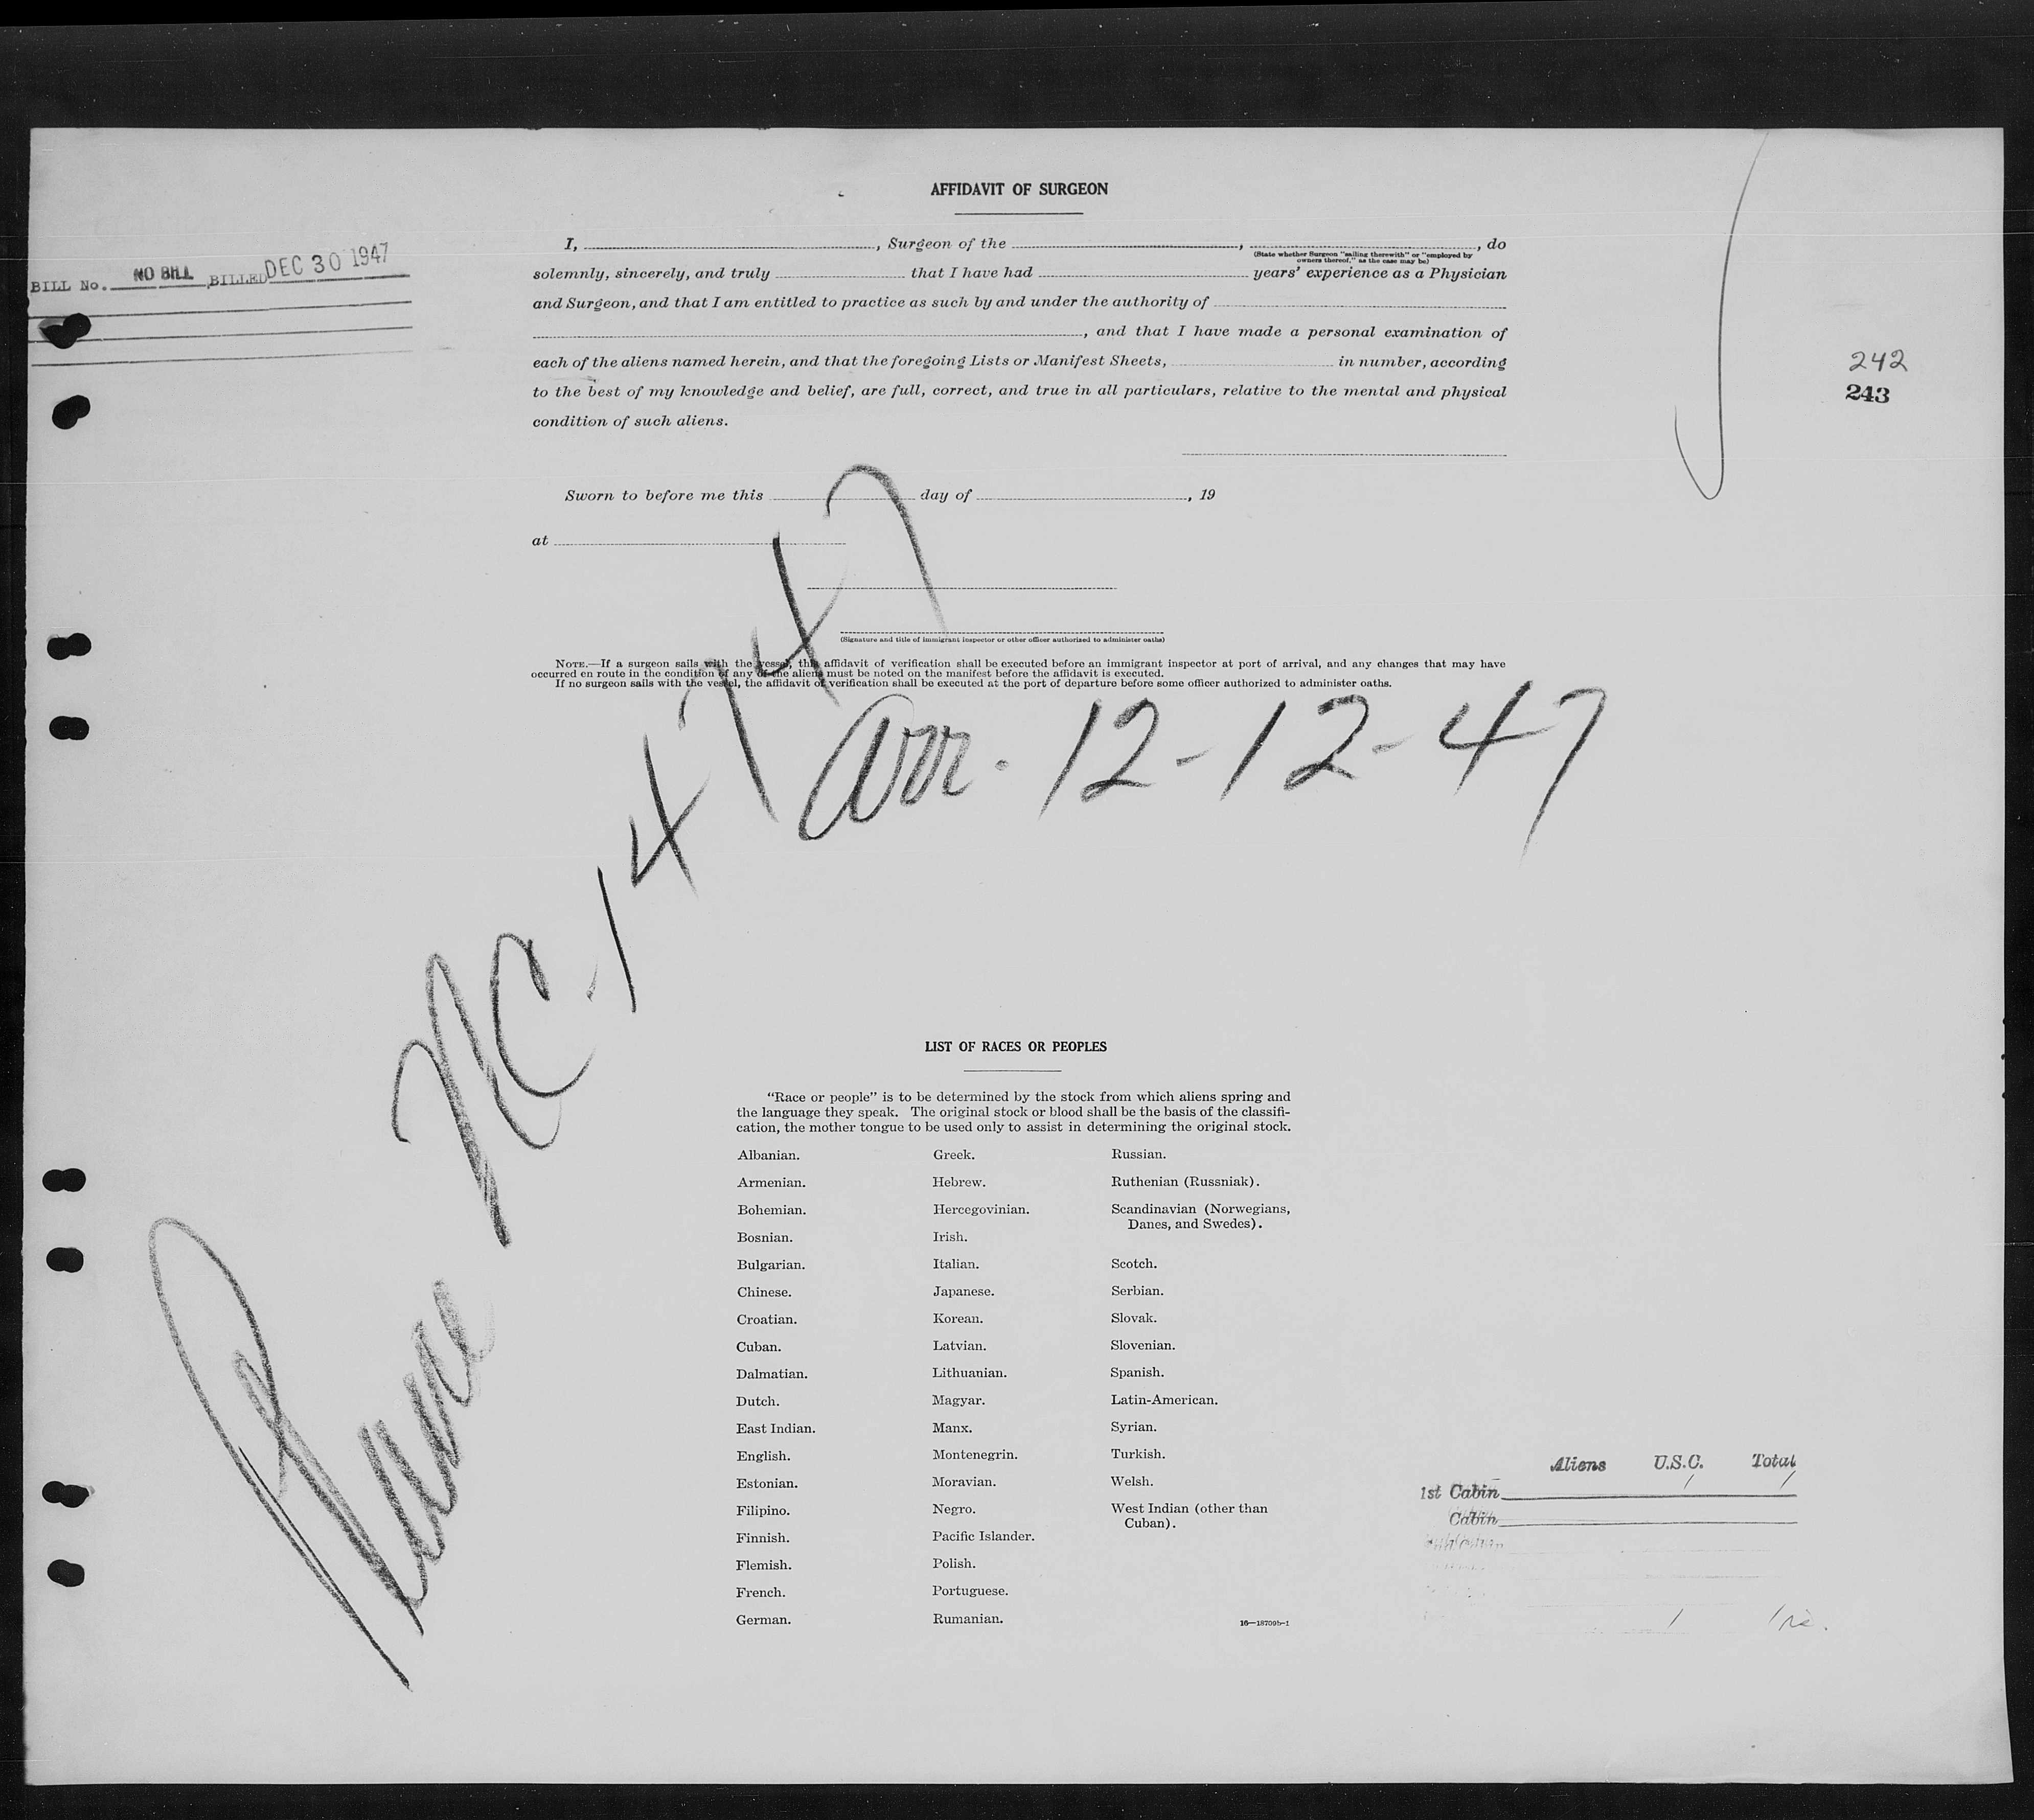 AFFIDAVIT OF SURGEON
I, , Surgeon of the , , do
(State whether Surgeon "sailing therewith" or "employed by
owners thereof," as the case may be)
solemnly, sincerely, and truly that I have had years' experience as a Physician
and Surgeon, and that I am entitled to practice as such by and under the authority of
, and that I have made a personal examination of
each of the aliens named herein, and that the foregoing Lists or Manifest Sheets, in number, according
to the best of my knowledge and belief, are full, correct, and true in all particulars, relative to the mental and physical
condition of such aliens.
BILL No. NO BILL BILLED DEC 30 1947
242
243
Sworn to before me this day of , 19
at
(Signature and title of immigrant inspector or other officer authorized to administer oaths)
NOTE.—If a surgeon sails with the vessel, this affidavit of verification shall be executed before an immigrant inspector at port of arrival, and any changes that may have
occurred en route in the condition of any of the aliens must be noted on the manifest before the affidavit is executed.
If no surgeon sails with the vessel, the affidavit of verification shall be executed at the port of departure before some officer authorized to administer oaths.
Plane NC-14747
Arr. 12-12-47
LIST OF RACES OR PEOPLES
"Race or people" is to be determined by the stock from which aliens spring and
the language they speak. The original stock or blood shall be the basis of the classifi-
cation, the mother tongue to be used only to assist in determining the original stock.
Albanian. Greek. Russian.
Armenian. Hebrew. Ruthenian (Russniak).
Bohemian. Hercegovinian. Scandinavian (Norwegians,
Danes, and Swedes).
Bosnian. Irish.
Bulgarian. Italian. Scotch.
Chinese. Japanese. Serbian.
Croatian. Korean. Slovak.
Cuban. Latvian. Slovenian.
Dalmatian. Lithuanian. Spanish.
Dutch. Magyar. Latin-American.
East Indian. Manx. Syrian.
English. Montenegrin. Turkish.
Estonian. Moravian. Welsh.
Filipino. Negro. West Indian (other than
Cuban).
Finnish. Pacific Islander.
Flemish. Polish.
French. Portuguese.
German. Rumanian.
16—18709b-1
Aliens U.S.C. Total
1st Cabin 1 1
Cabin
1 1